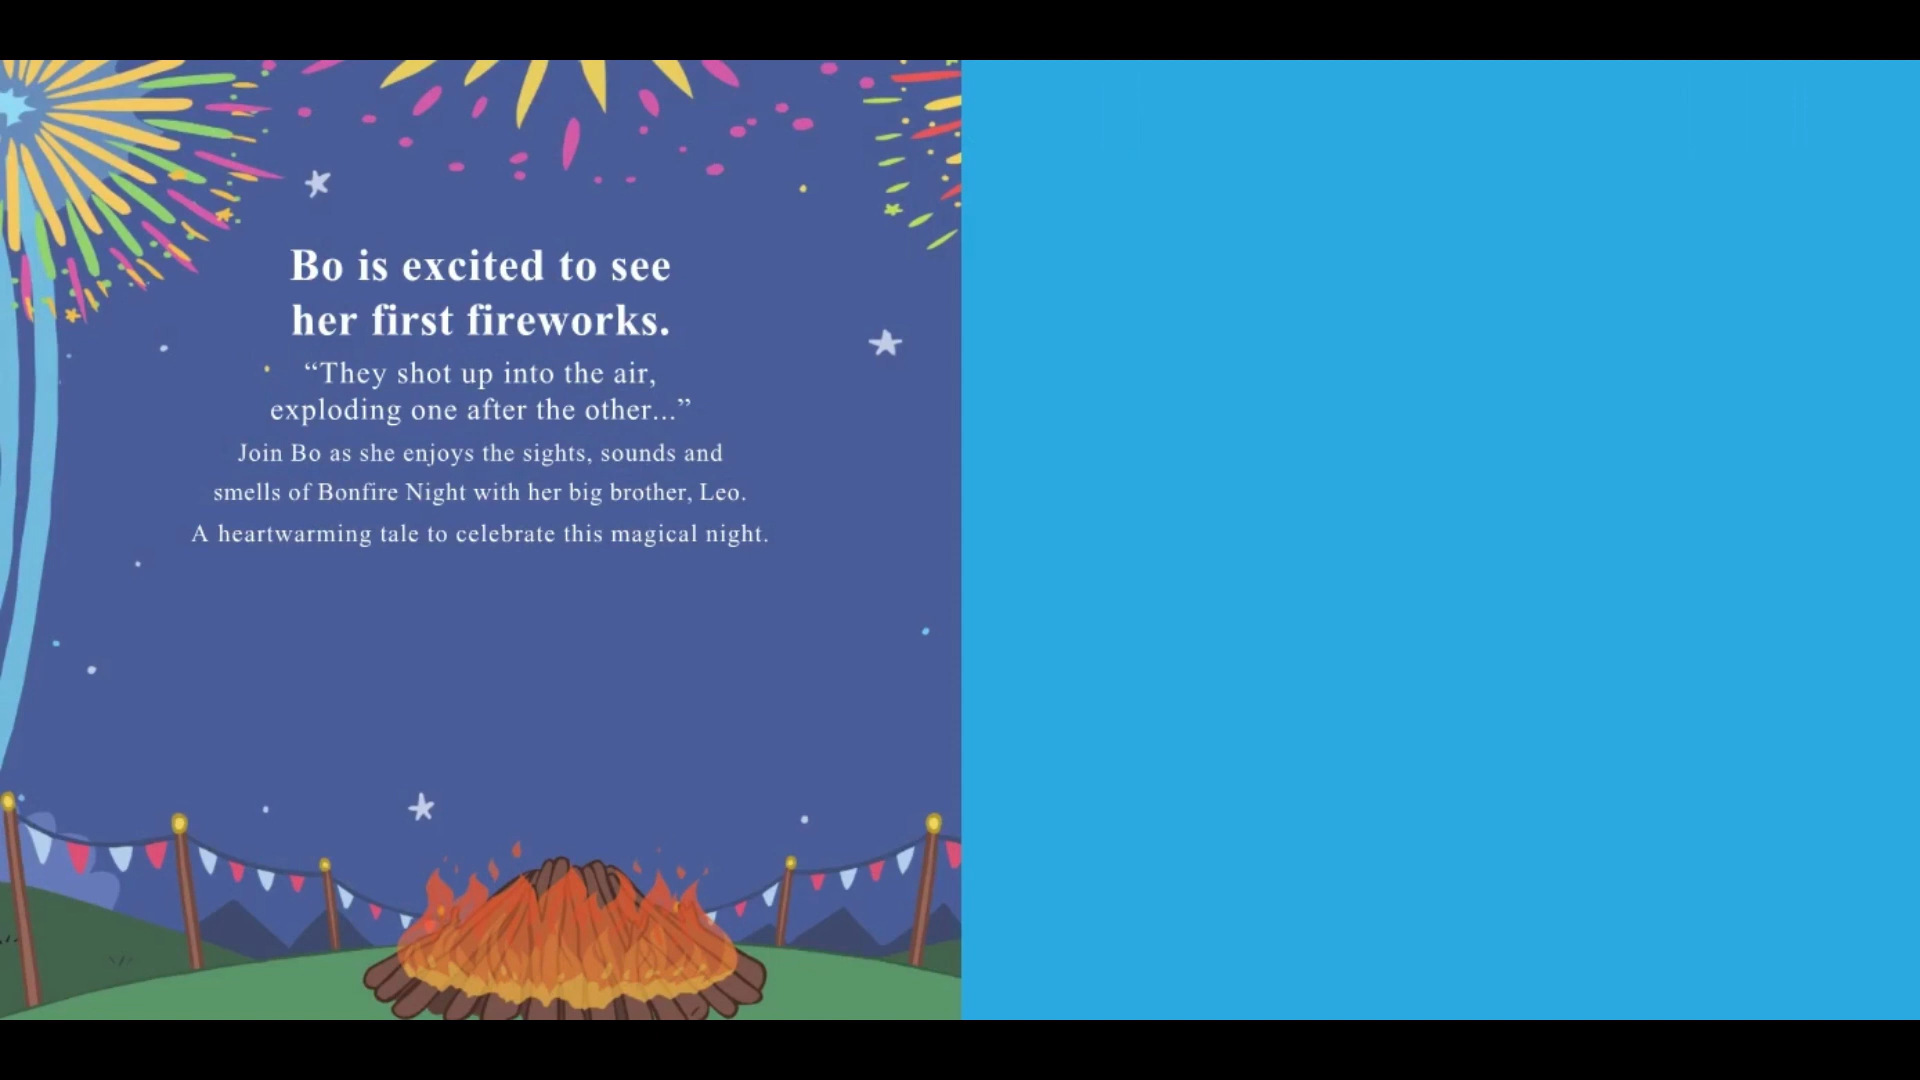 Bo is excited to see
her first fireworks.
“They shot up into the air,
exploding one after the other...”
Join Bo as she enjoys the sights, sounds and
smells of Bonfire Night with her big brother, Leo.
A heartwarming tale to celebrate this magical night.